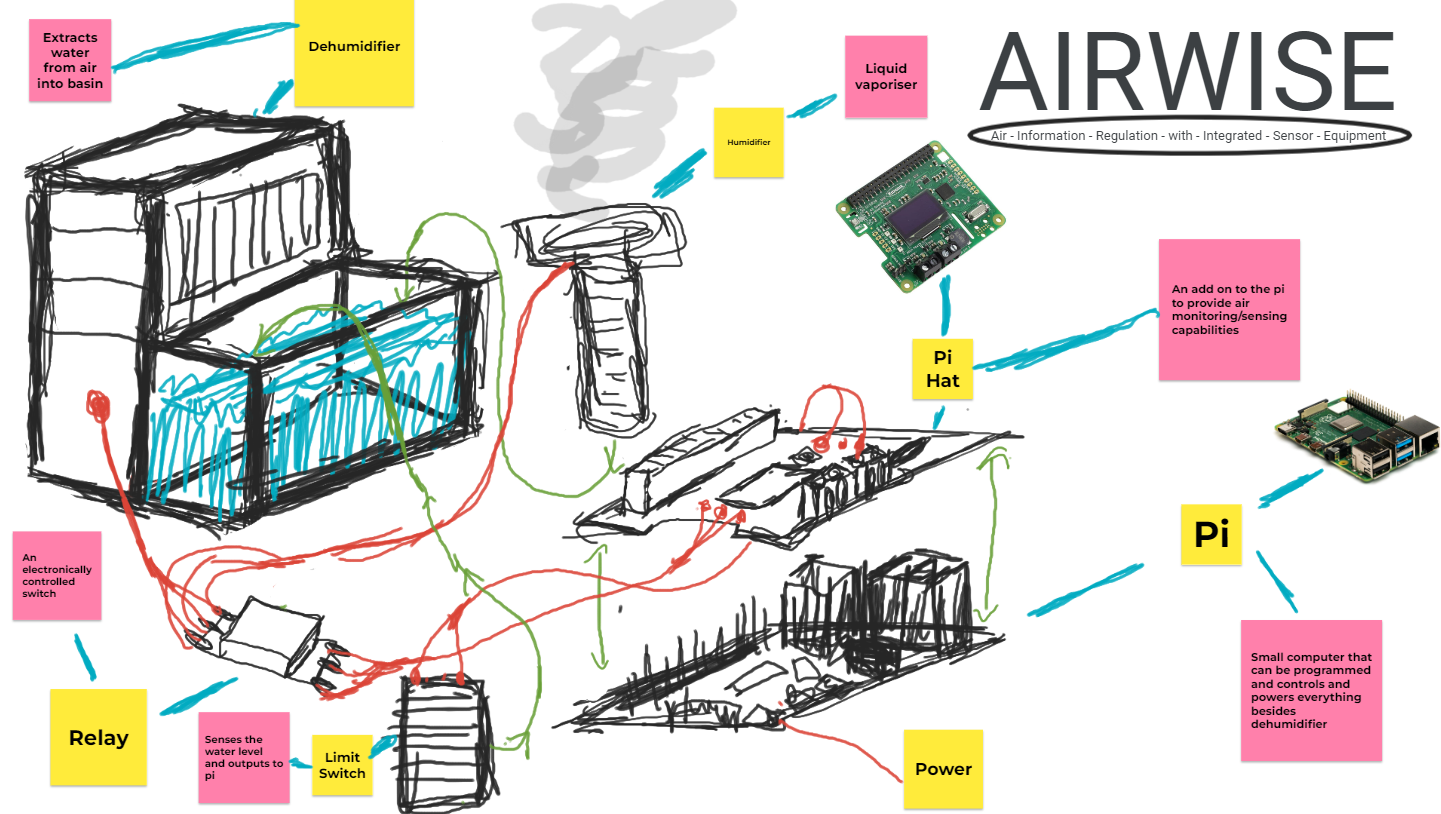 Extracts
water
from air
into basin
Dehumidifier
Humidifier
Liquid
vaporiser
AIRWISE
Air - Information - Regulation - with - Integrated - Sensor - Equipment
An add on to the pi
to provide air
monitoring/sensing
capabilities
Pi
Hat
Pi
Small computer that
can be programmed
and controls and
powers everything
besides
dehumidifier
An
electronically
controlled
switch
Relay
Senses the
water level
and outputs to
pi
Limit
Switch
Power